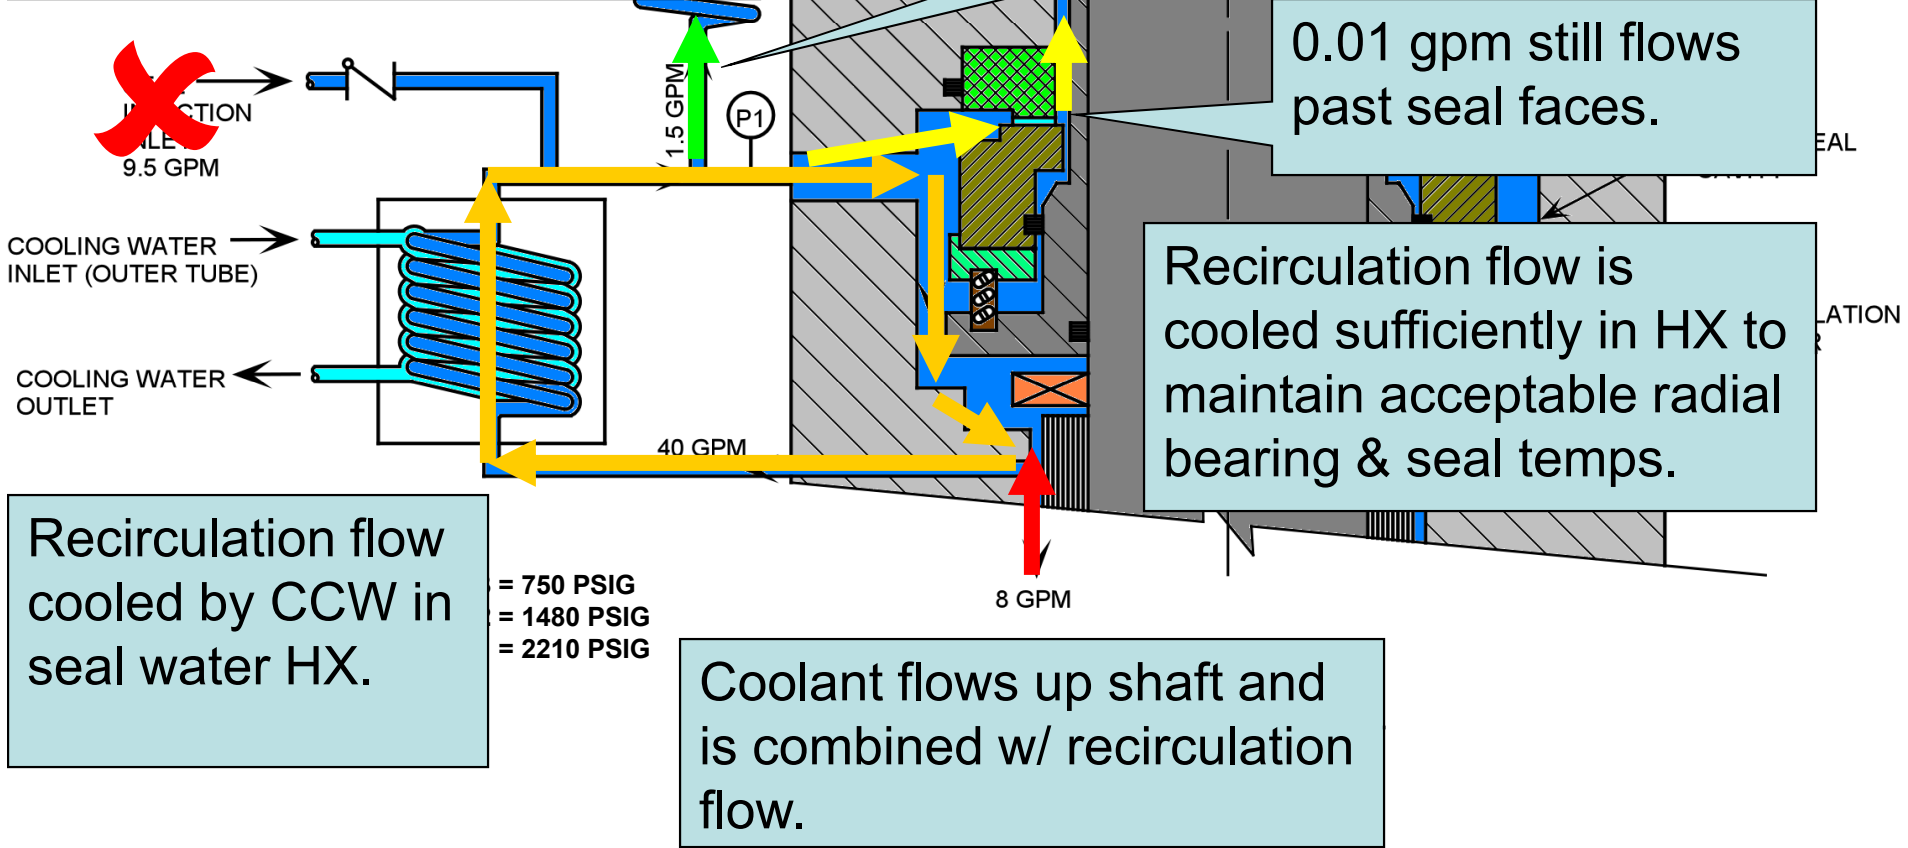 0.01 gpm still flows
past seal faces.
1.5 GPM
P1
9.5 GPM
COOLING WATER
INLET (OUTER TUBE)
COOLING WATER
OUTLET
40 GPM
Recirculation flow is
cooled sufficiently in HX to
maintain acceptable radial
bearing & seal temps.
Recirculation flow
cooled by CCW in
seal water HX.
= 750 PSIG
= 1480 PSIG
= 2210 PSIG
8 GPM
Coolant flows up shaft and
is combined w/ recirculation
flow.